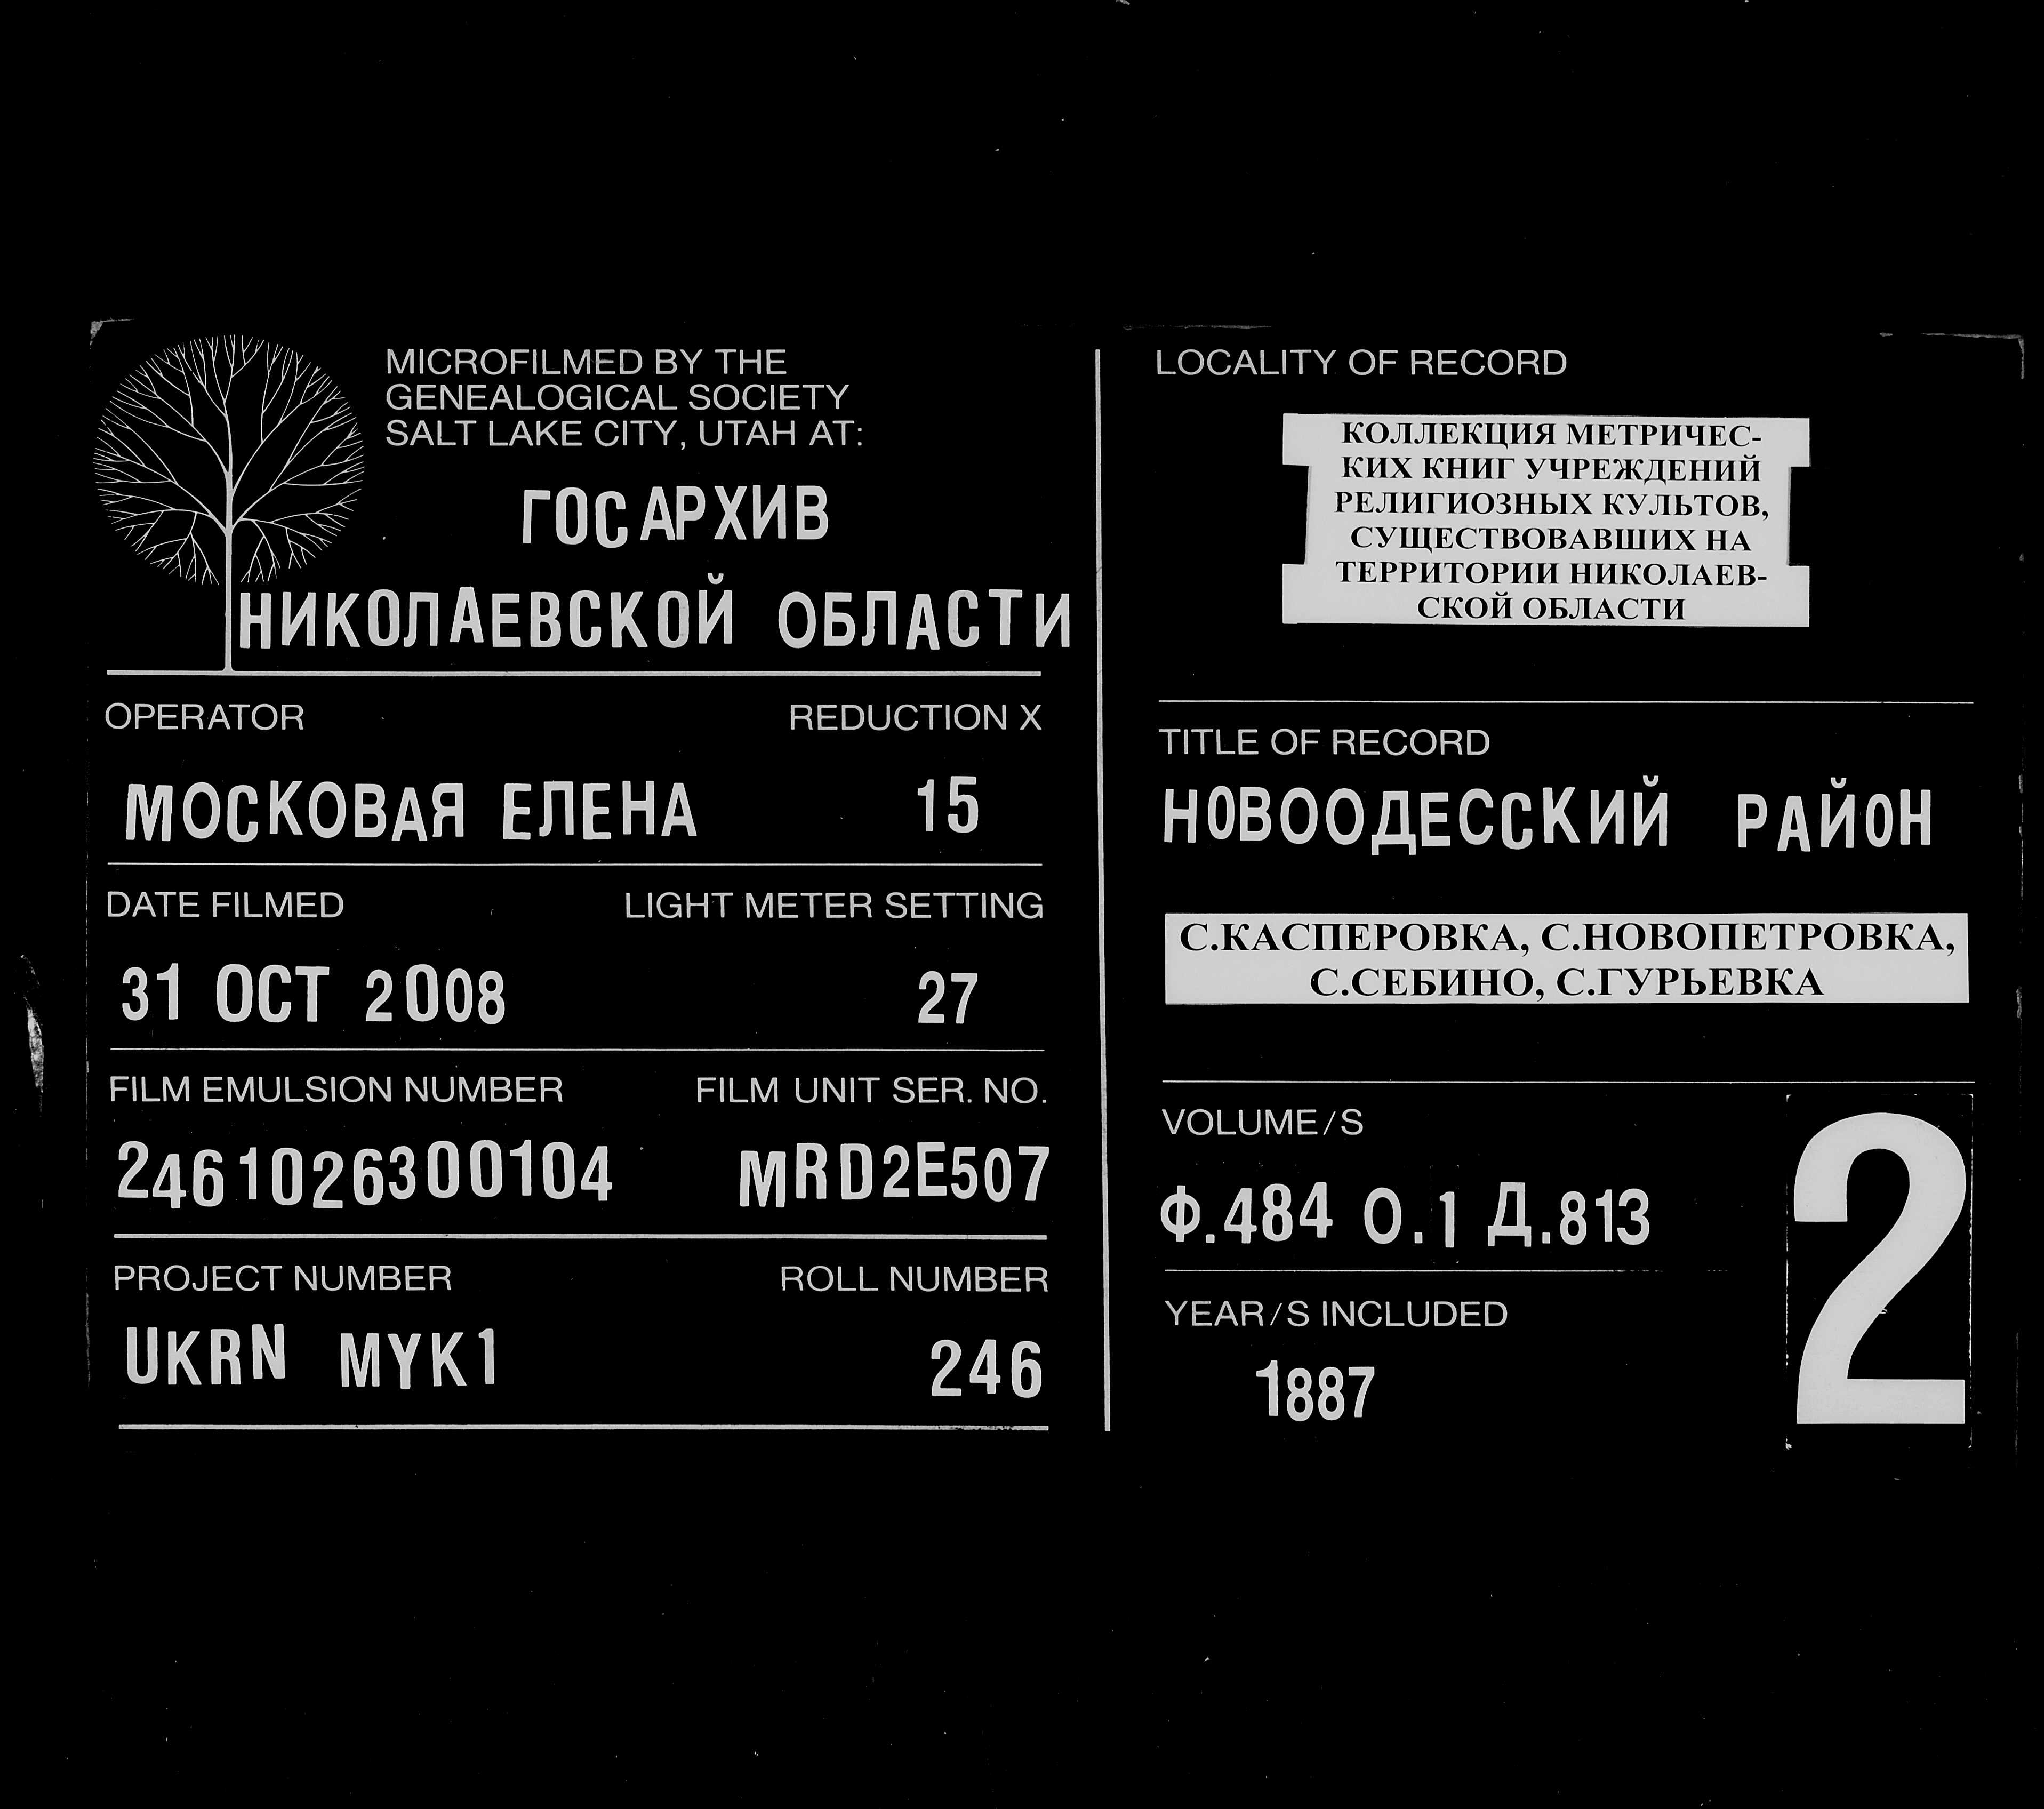 MICROFILMED BY THE
GENEALOGICAL SOCIETY
SALT LAKE CITY, UTAH AT:
ГОСАРХИВ
НИКОЛАЕВСКОЙ ОБЛАСТИ
OPERATOR REDUCTION X
МОСКОВАЯ ЕЛЕНА 15
DATE FILMED LIGHT METER SETTING
31 OCT 2008 27
FILM EMULSION NUMBER FILM UNIT SER. NO.
2461026300104 MRD2E507
PROJECT NUMBER ROLL NUMBER
UKRN MYK1 246
LOCALITY OF RECORD
КОЛЛЕКЦИЯ МЕТРИЧЕС-
КИХ КНИГ УЧРЕЖДЕНИЙ
РЕЛИГИОЗНЫХ КУЛЬТОВ,
СУЩЕСТВОВАВШИХ НА
ТЕРРИТОРИИ НИКОЛАЕВ-
СКОЙ ОБЛАСТИ
TITLE OF RECORD
НОВООДЕССКИЙ РАЙОН
С.КАСПЕРОВКА, С.НОВОПЕТРОВКА,
С.СЕБИНО, С.ГУРЬЕВКА
VOLUME/S
Ф.484 О.1 Д.813
YEAR/S INCLUDED
1887
2